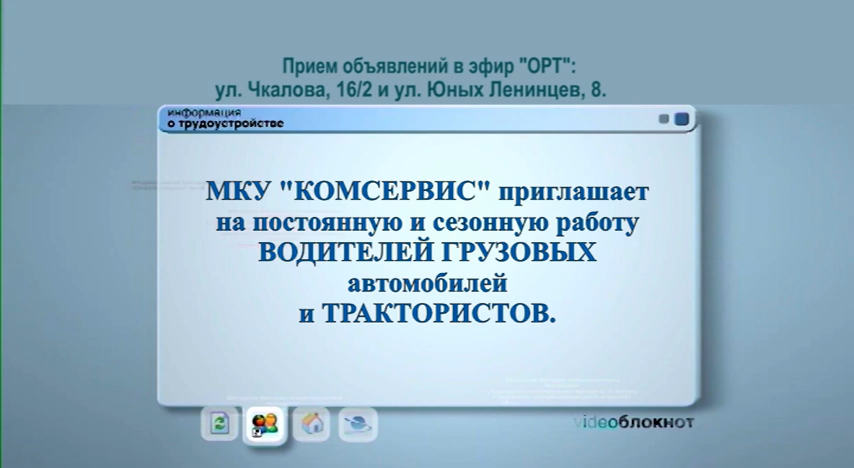 Прием объявлений в эфир "ОРТ":
ул. Чкалова, 16/2 и ул. Юных Ленинцев, 8.
информация
о трудоустройстве
МКУ "КОМСЕРВИС" приглашает
на постоянную и сезонную работу
ВОДИТЕЛЕЙ ГРУЗОВЫХ
автомобилей
и ТРАКТОРИСТОВ.
videoблокнот